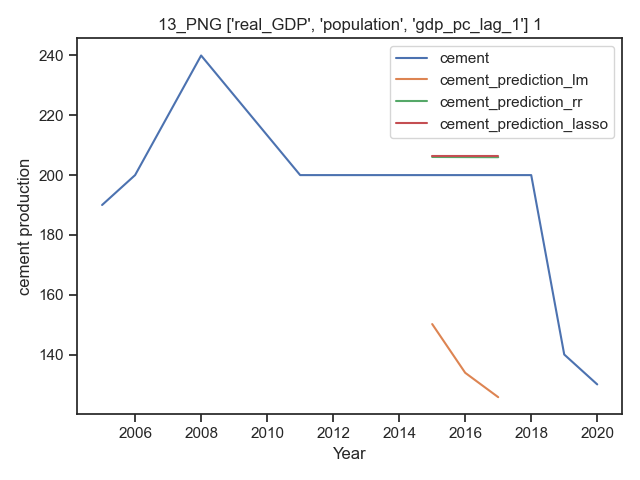 13_PNG ['real_GDP', 'population', 'gdp_pc_lag_1'] 1
cement
cement_prediction_lm
cement_prediction_rr
cement_prediction_lasso
cement production
240
220
200
180
160
140
2006
2008
2010
2012
2014
2016
2018
2020
Year